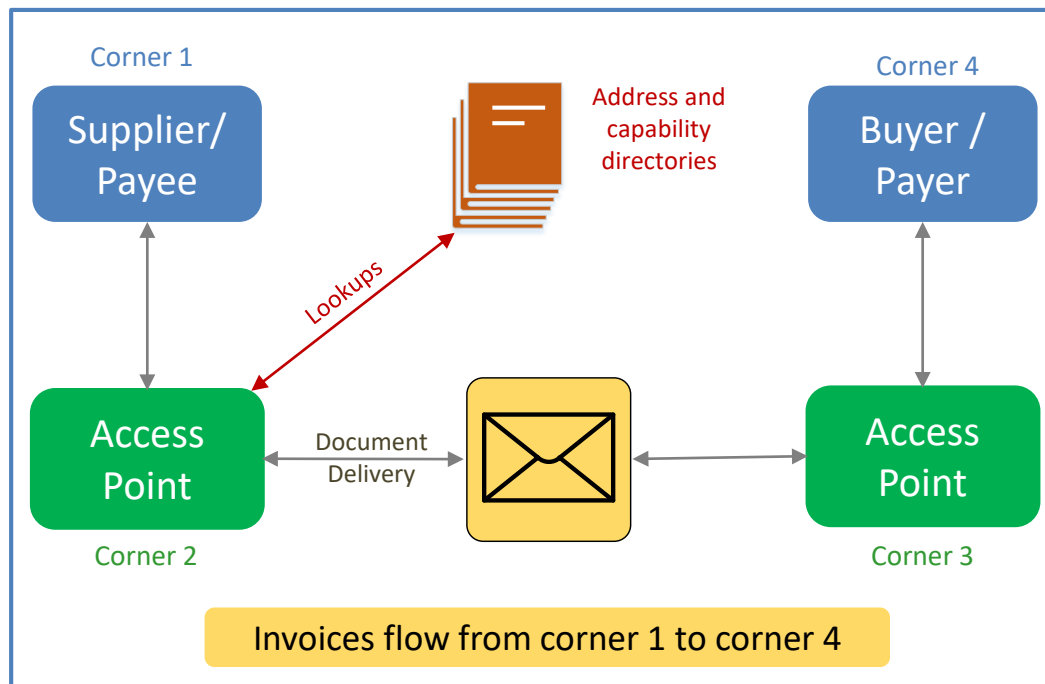 Corner 1
Supplier/
Payee
Address and
capability
directories
Corner 4
Buyer /
Payer
Lookups
Access
Point
Corner 2
Document
Delivery
Access
Point
Corner 3
Invoices flow from corner 1 to corner 4